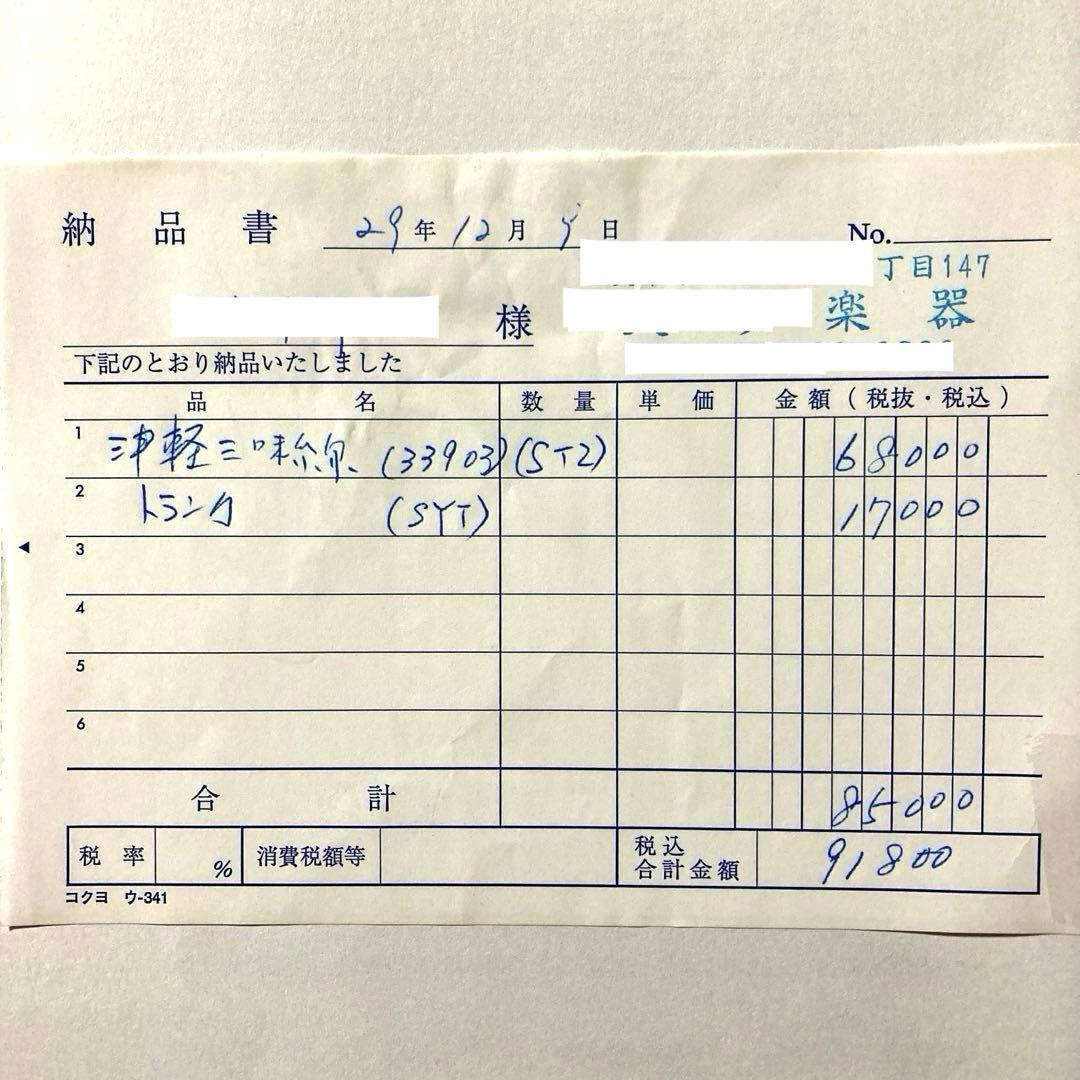 納品書 29年12月 日 No.
丁目147
様 楽器
下記のとおり納品いたしました
品名 数量 単価 金額(税抜・税込)
1 津軽三味線 (33903) (ST2) 68000
2 トランク (SYT) 17000
3
4
5
6
合計 85000
税率 % 消費税額等 税込合計金額 91800
コクヨ ウ-341